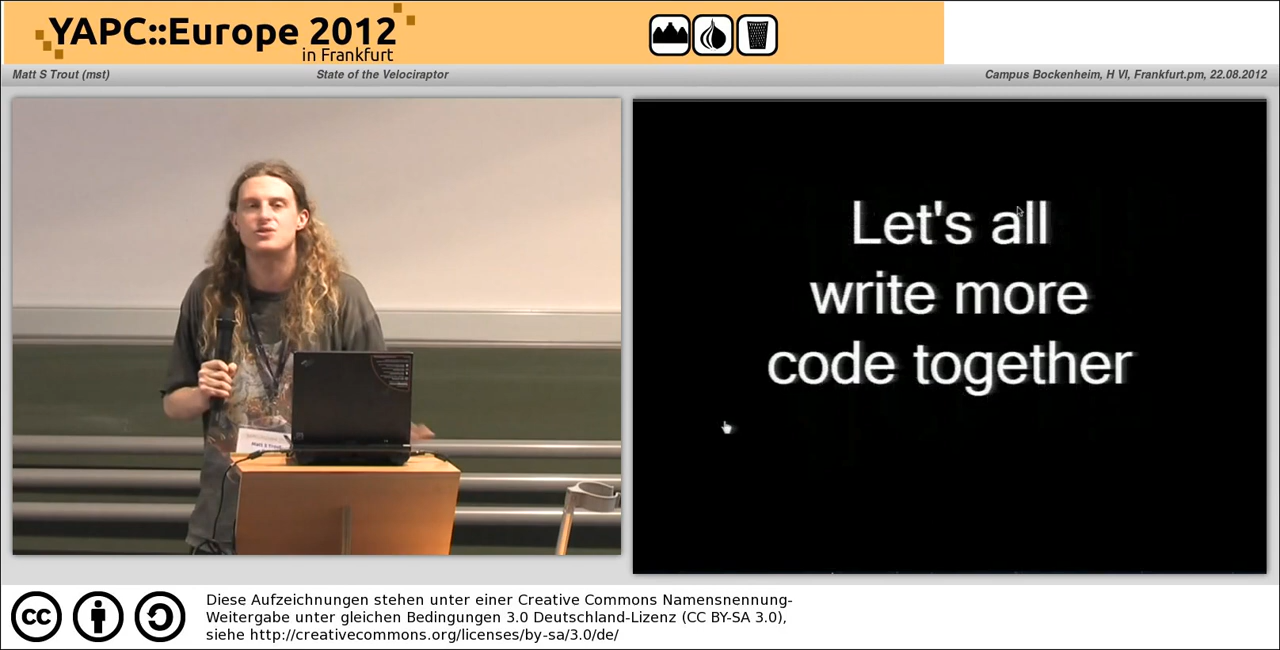 YAPC::Europe 2012
in Frankfurt
Matt S Trout (mst)
State of the Velociraptor
Campus Bockenheim, H VI, Frankfurt.pm, 22.08.2012
Let's all
write more
code together
Matt S Trout
cc
Diese Aufzeichnungen stehen unter einer Creative Commons Namensnennung-
Weitergabe unter gleichen Bedingungen 3.0 Deutschland-Lizenz (CC BY-SA 3.0),
siehe http://creativecommons.org/licenses/by-sa/3.0/de/